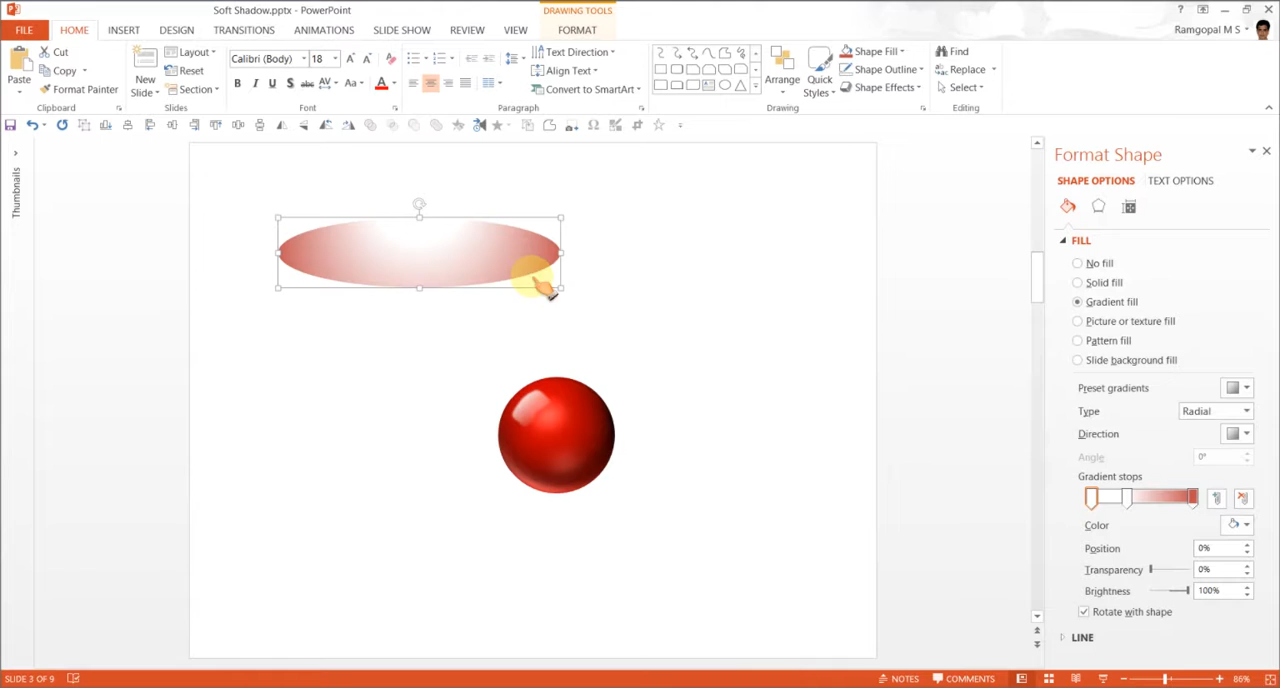 Soft Shadow.pptx - PowerPoint
DRAWING TOOLS
?
FILE HOME INSERT DESIGN TRANSITIONS ANIMATIONS SLIDE SHOW REVIEW VIEW FORMAT
Ramgopal M S
Paste
Cut
Copy
Format Painter
Clipboard
New
Slide
Layout
Reset
Section
Slides
Calibri (Body) 18
B I U S abc AV Aa A
Font
Text Direction
Align Text
Convert to SmartArt
Paragraph
Arrange
Quick
Styles
Shape Fill
Shape Outline
Shape Effects
Drawing
Find
Replace
Select
Editing
Thumbnails
Format Shape
SHAPE OPTIONS TEXT OPTIONS
FILL
No fill
Solid fill
Gradient fill
Picture or texture fill
Pattern fill
Slide background fill
Preset gradients
Type Radial
Direction
Angle 0°
Gradient stops
Color
Position 0%
Transparency 0%
Brightness 100%
Rotate with shape
LINE
SLIDE 3 OF 9
NOTES COMMENTS 86%